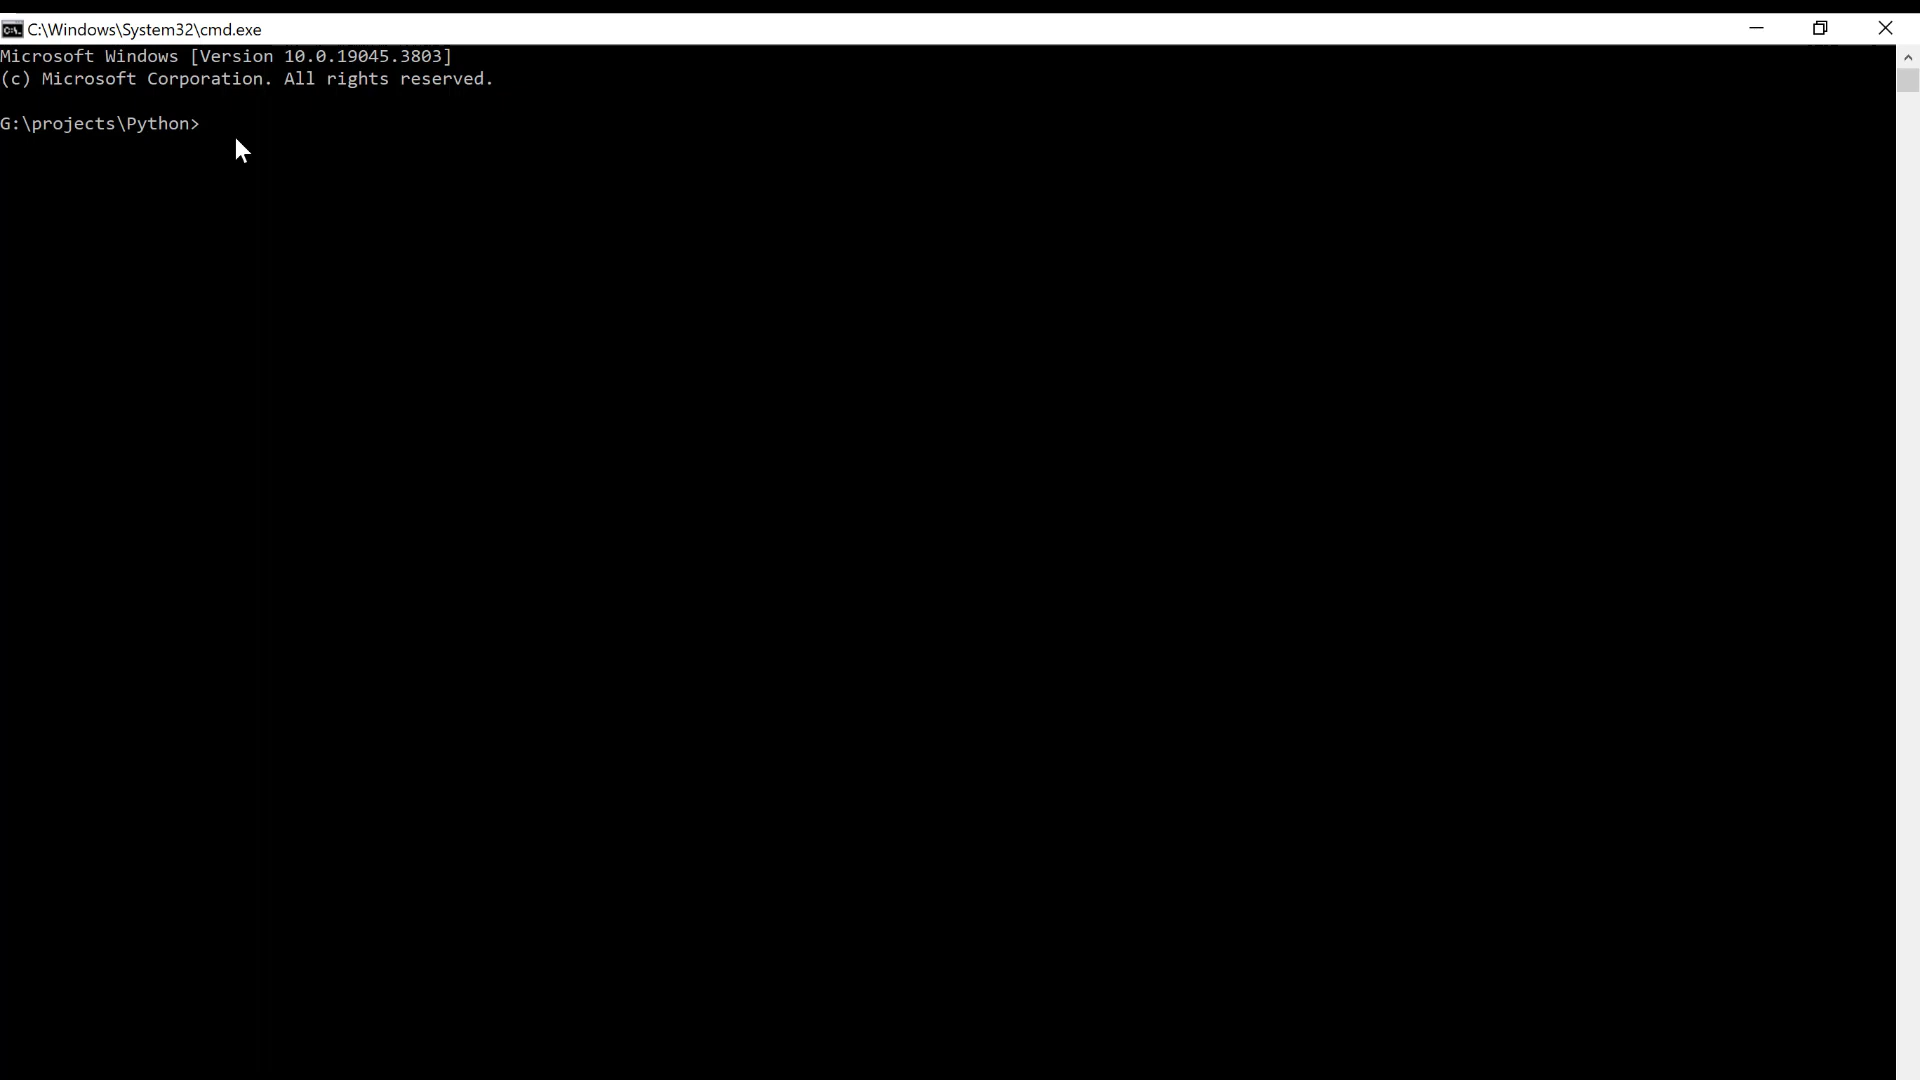 C:\Windows\System32\cmd.exe
Microsoft Windows [Version 10.0.19045.3803]
(c) Microsoft Corporation. All rights reserved.
G:\projects\Python>